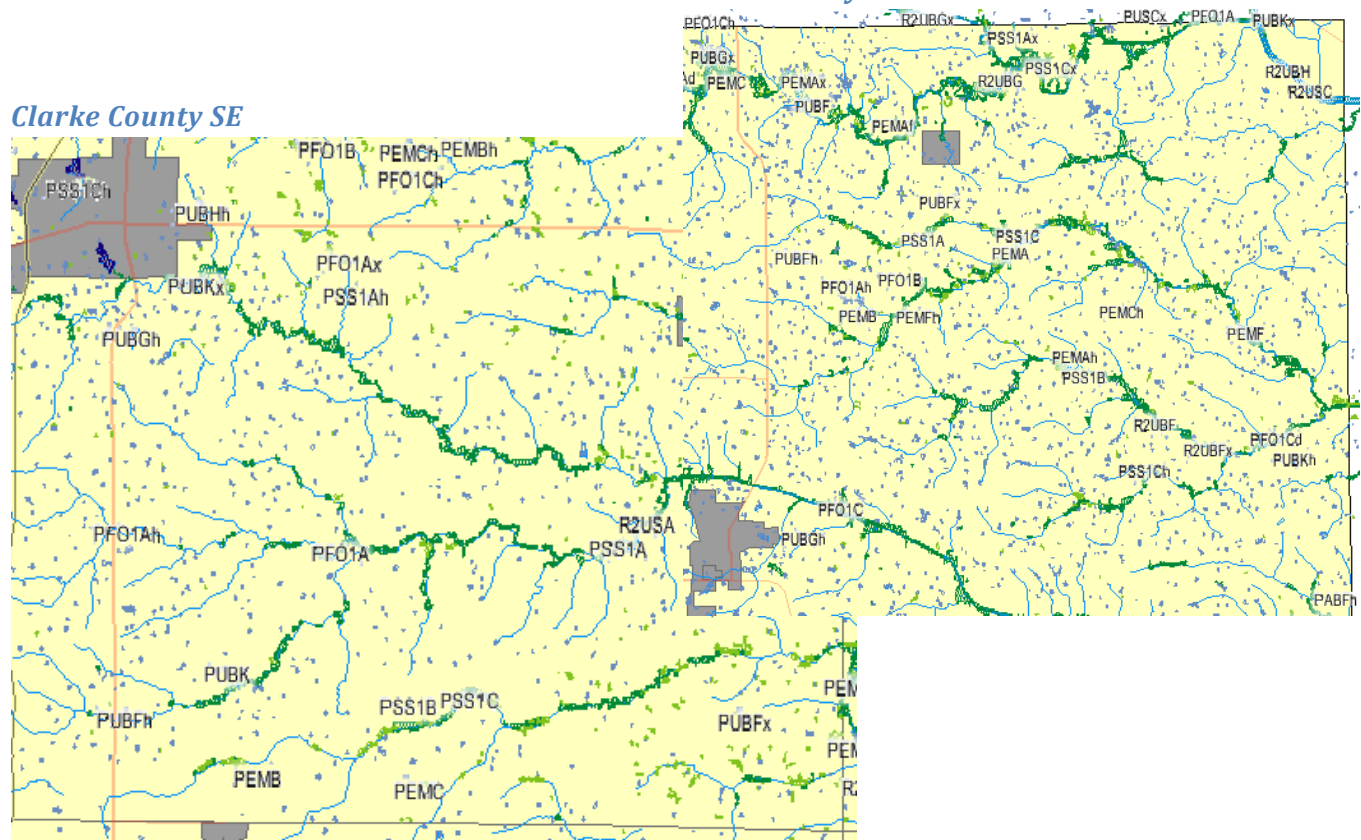 Clarke County SE
PSS1Ch
PFO1B
PEMCh
PEMBh
PFO1Ch
PUBHh
PFO1Ax
PSS1Ah
PUBKx
PUBGh
PFO1Ah
PFO1A
R2USA
PSS1A
PUBK
PUBFh
PSS1B
PSS1C
PUBFx
PEMB
PEMC
PFO1Ch
R2UBGx
PUSCx
PFO1A
PUBKx
PSS1Ax
PUBGx
PEMC
PEMAx
PSS1Cx
R2UBG
R2UBH
R2USC
PUBF
PEMAf
PUBFx
PSS1A
PSS1C
PEMA
PUBFh
PFO1B
PFO1Ah
PEMB
PEMFh
PEMCh
PEMF
PEMAh
PSS1B
R2UBF
R2UBFx
PFO1Cd
PUBKh
PSS1Ch
PFO1C
PUBGh
PABFh